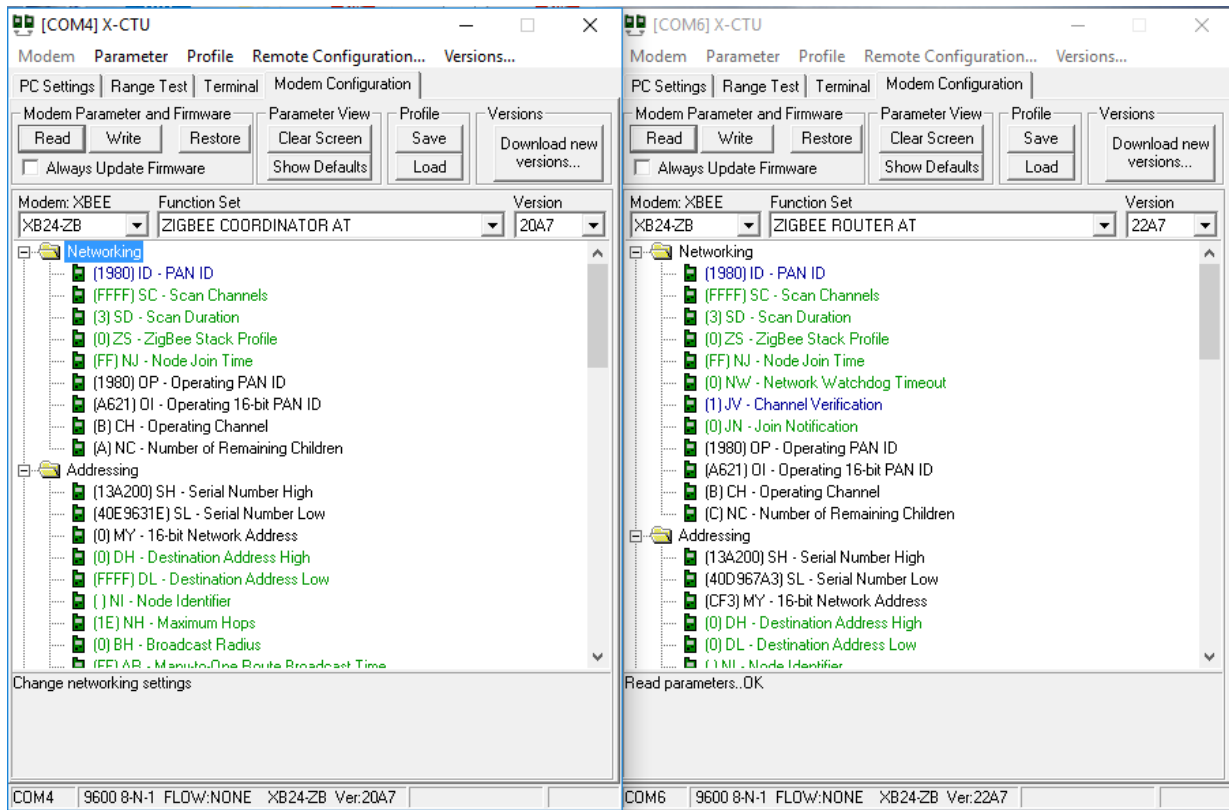 [COM4] X-CTU
Modem Parameter Profile Remote Configuration... Versions...
PC Settings Range Test Terminal Modem Configuration
Modem Parameter and Firmware Parameter View Profile Versions
Read Write Restore Clear Screen Save Download new versions...
Always Update Firmware Show Defaults Load
Modem: XBEE Function Set Version
XB24-ZB ZIGBEE COORDINATOR AT 20A7
Networking
(1980) ID - PAN ID
(FFFF) SC - Scan Channels
(3) SD - Scan Duration
(0) ZS - ZigBee Stack Profile
(FF) NJ - Node Join Time
(1980) OP - Operating PAN ID
(A621) OI - Operating 16-bit PAN ID
(B) CH - Operating Channel
(A) NC - Number of Remaining Children
Addressing
(13A200) SH - Serial Number High
(40E9631E) SL - Serial Number Low
(0) MY - 16-bit Network Address
(0) DH - Destination Address High
(FFFF) DL - Destination Address Low
( ) NI - Node Identifier
(1E) NH - Maximum Hops
(0) BH - Broadcast Radius
(FF) AR - Many-to-One Route Broadcast Time
Change networking settings
COM4 9600 8-N-1 FLOW:NONE XB24-ZB Ver:20A7
[COM6] X-CTU
Modem Parameter Profile Remote Configuration... Versions...
PC Settings Range Test Terminal Modem Configuration
Modem Parameter and Firmware Parameter View Profile Versions
Read Write Restore Clear Screen Save Download new versions...
Always Update Firmware Show Defaults Load
Modem: XBEE Function Set Version
XB24-ZB ZIGBEE ROUTER AT 22A7
Networking
(1980) ID - PAN ID
(FFFF) SC - Scan Channels
(3) SD - Scan Duration
(0) ZS - ZigBee Stack Profile
(FF) NJ - Node Join Time
(0) NW - Network Watchdog Timeout
(1) JV - Channel Verification
(0) JN - Join Notification
(1980) OP - Operating PAN ID
(A621) OI - Operating 16-bit PAN ID
(B) CH - Operating Channel
(C) NC - Number of Remaining Children
Addressing
(13A200) SH - Serial Number High
(40D967A3) SL - Serial Number Low
(CF3) MY - 16-bit Network Address
(0) DH - Destination Address High
(0) DL - Destination Address Low
( ) NI - Node Identifier
Read parameters..OK
COM6 9600 8-N-1 FLOW:NONE XB24-ZB Ver:22A7